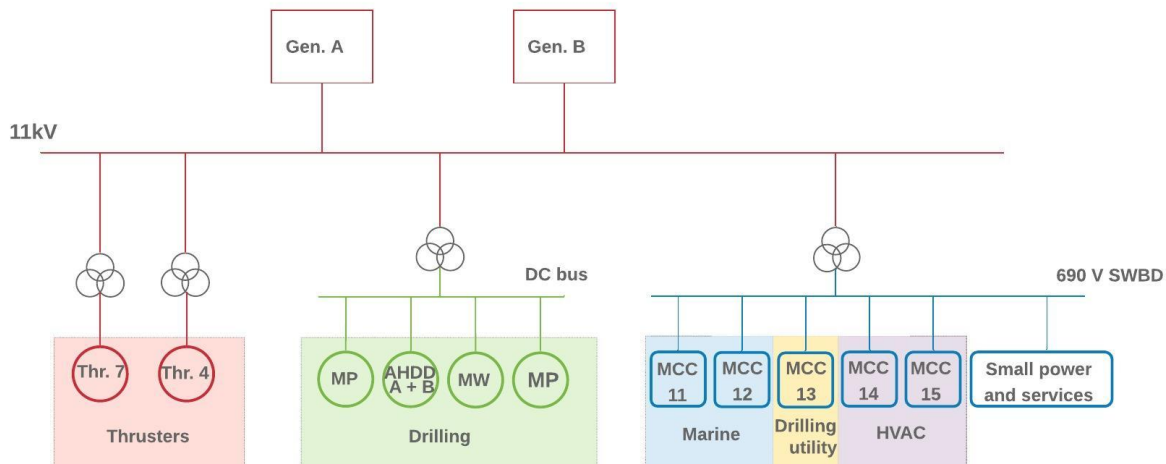 Gen. A
Gen. B
11kV
DC bus
690 V SWBD
Thr. 7
Thr. 4
MP
AHDD
A + B
MW
MP
MCC
11
MCC
12
MCC
13
MCC
14
MCC
15
Small power
and services
Thrusters
Drilling
Marine
Drilling
utility
HVAC